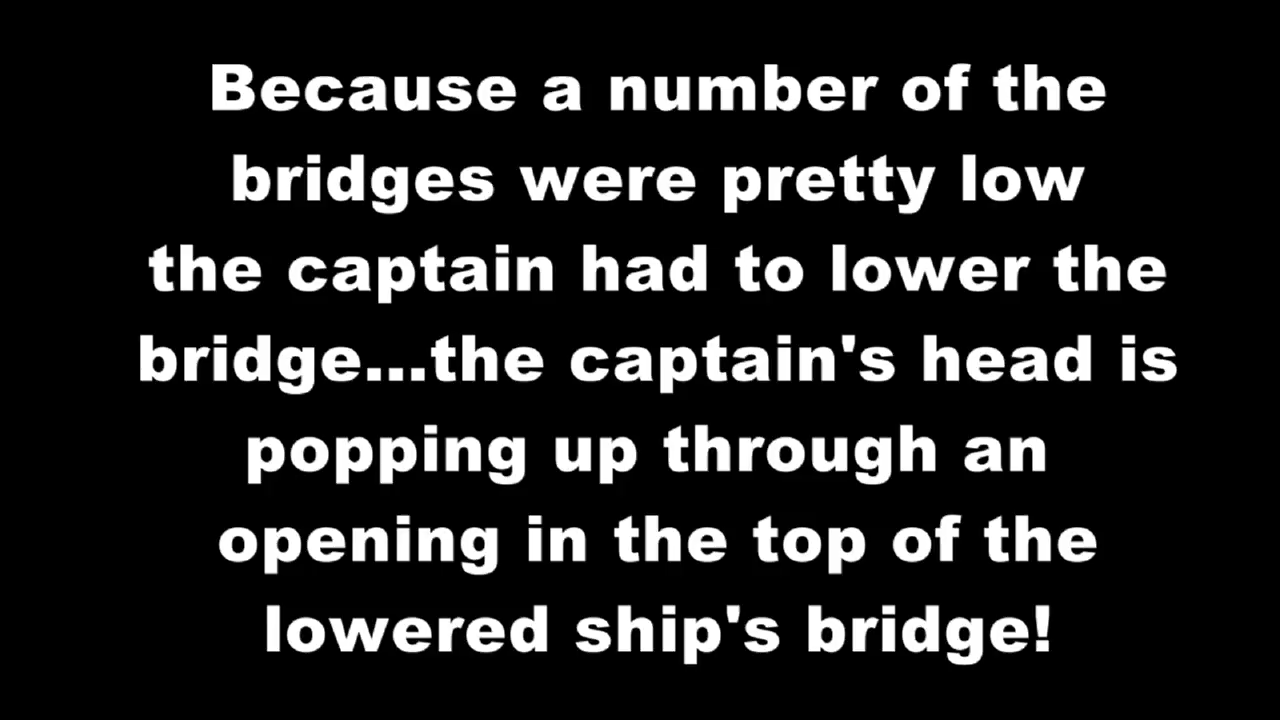 Because a number of the
bridges were pretty low
the captain had to lower the
bridge...the captain's head is
popping up through an
opening in the top of the
lowered ship's bridge!